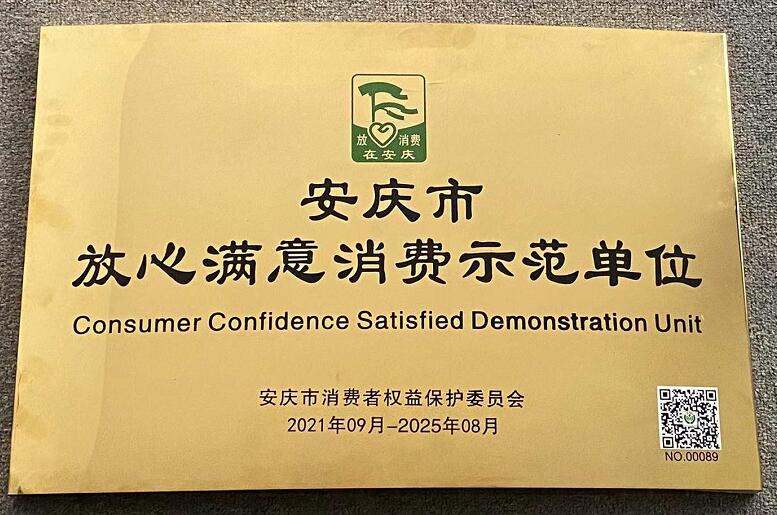 放心 消费
在安庆
安庆市
放心满意消费示范单位
Consumer Confidence Satisfied Demonstration Unit
安庆市消费者权益保护委员会
2021年09月-2025年08月
NO.00089